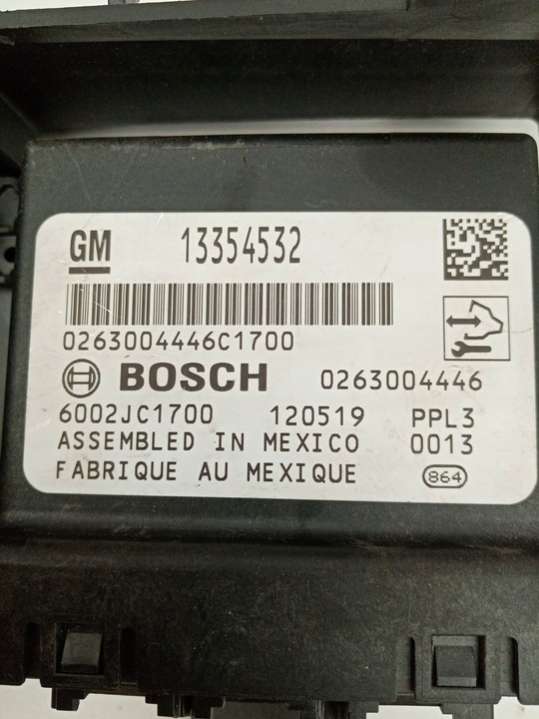 GM 13354532
0263004446C1700
BOSCH 0263004446
6002JC1700 120519 PPL3
ASSEMBLED IN MEXICO 0013
FABRIQUE AU MEXIQUE 864